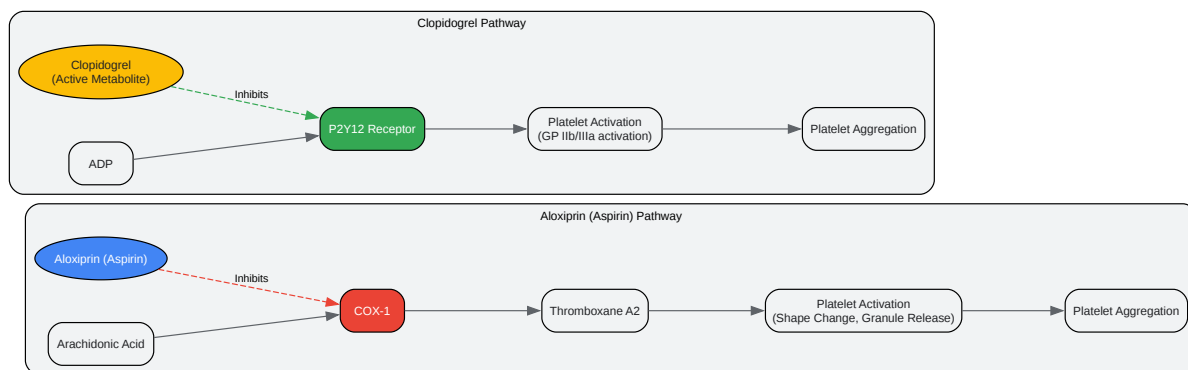 Clopidogrel Pathway
Clopidogrel
(Active Metabolite)
Inhibits
P2Y12 Receptor
Platelet Activation
(GP IIb/IIIa activation)
Platelet Aggregation
ADP
Aloxiprin (Aspirin) Pathway
Aloxiprin (Aspirin)
Inhibits
COX-1
Thromboxane A2
Platelet Activation
(Shape Change, Granule Release)
Platelet Aggregation
Arachidonic Acid